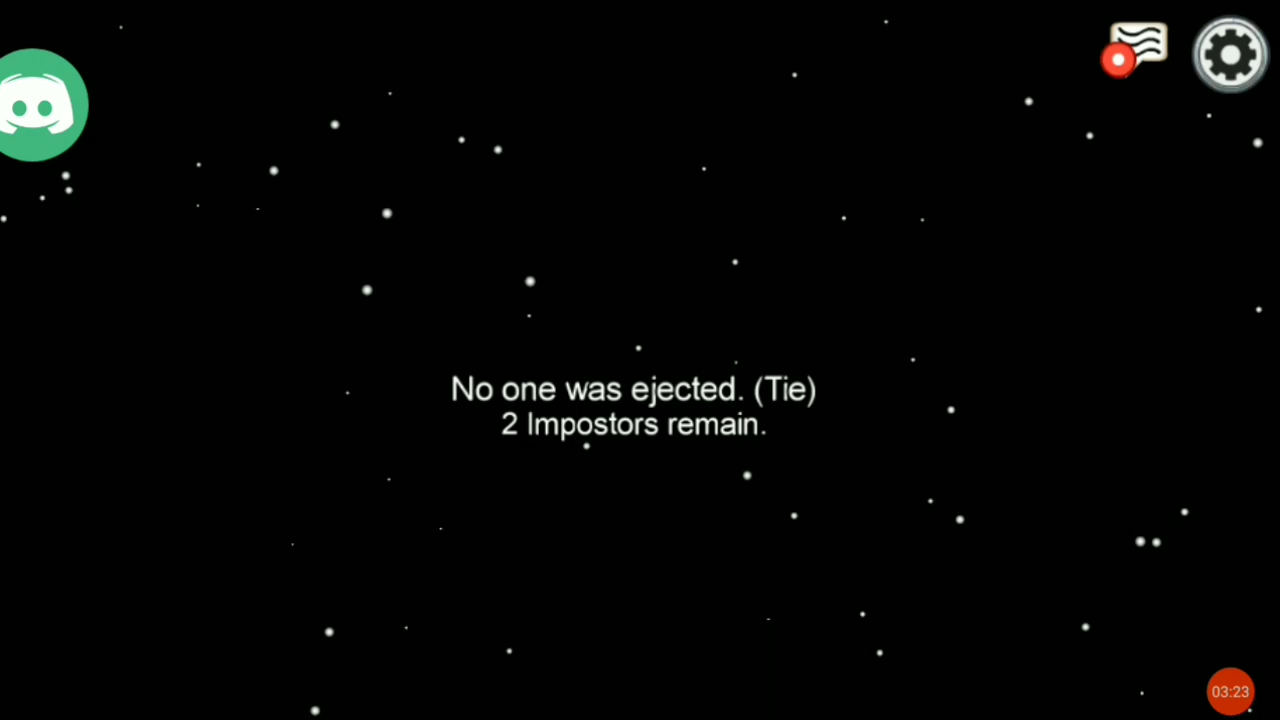 No one was ejected. (Tie)
2 Impostors remain.
03:23